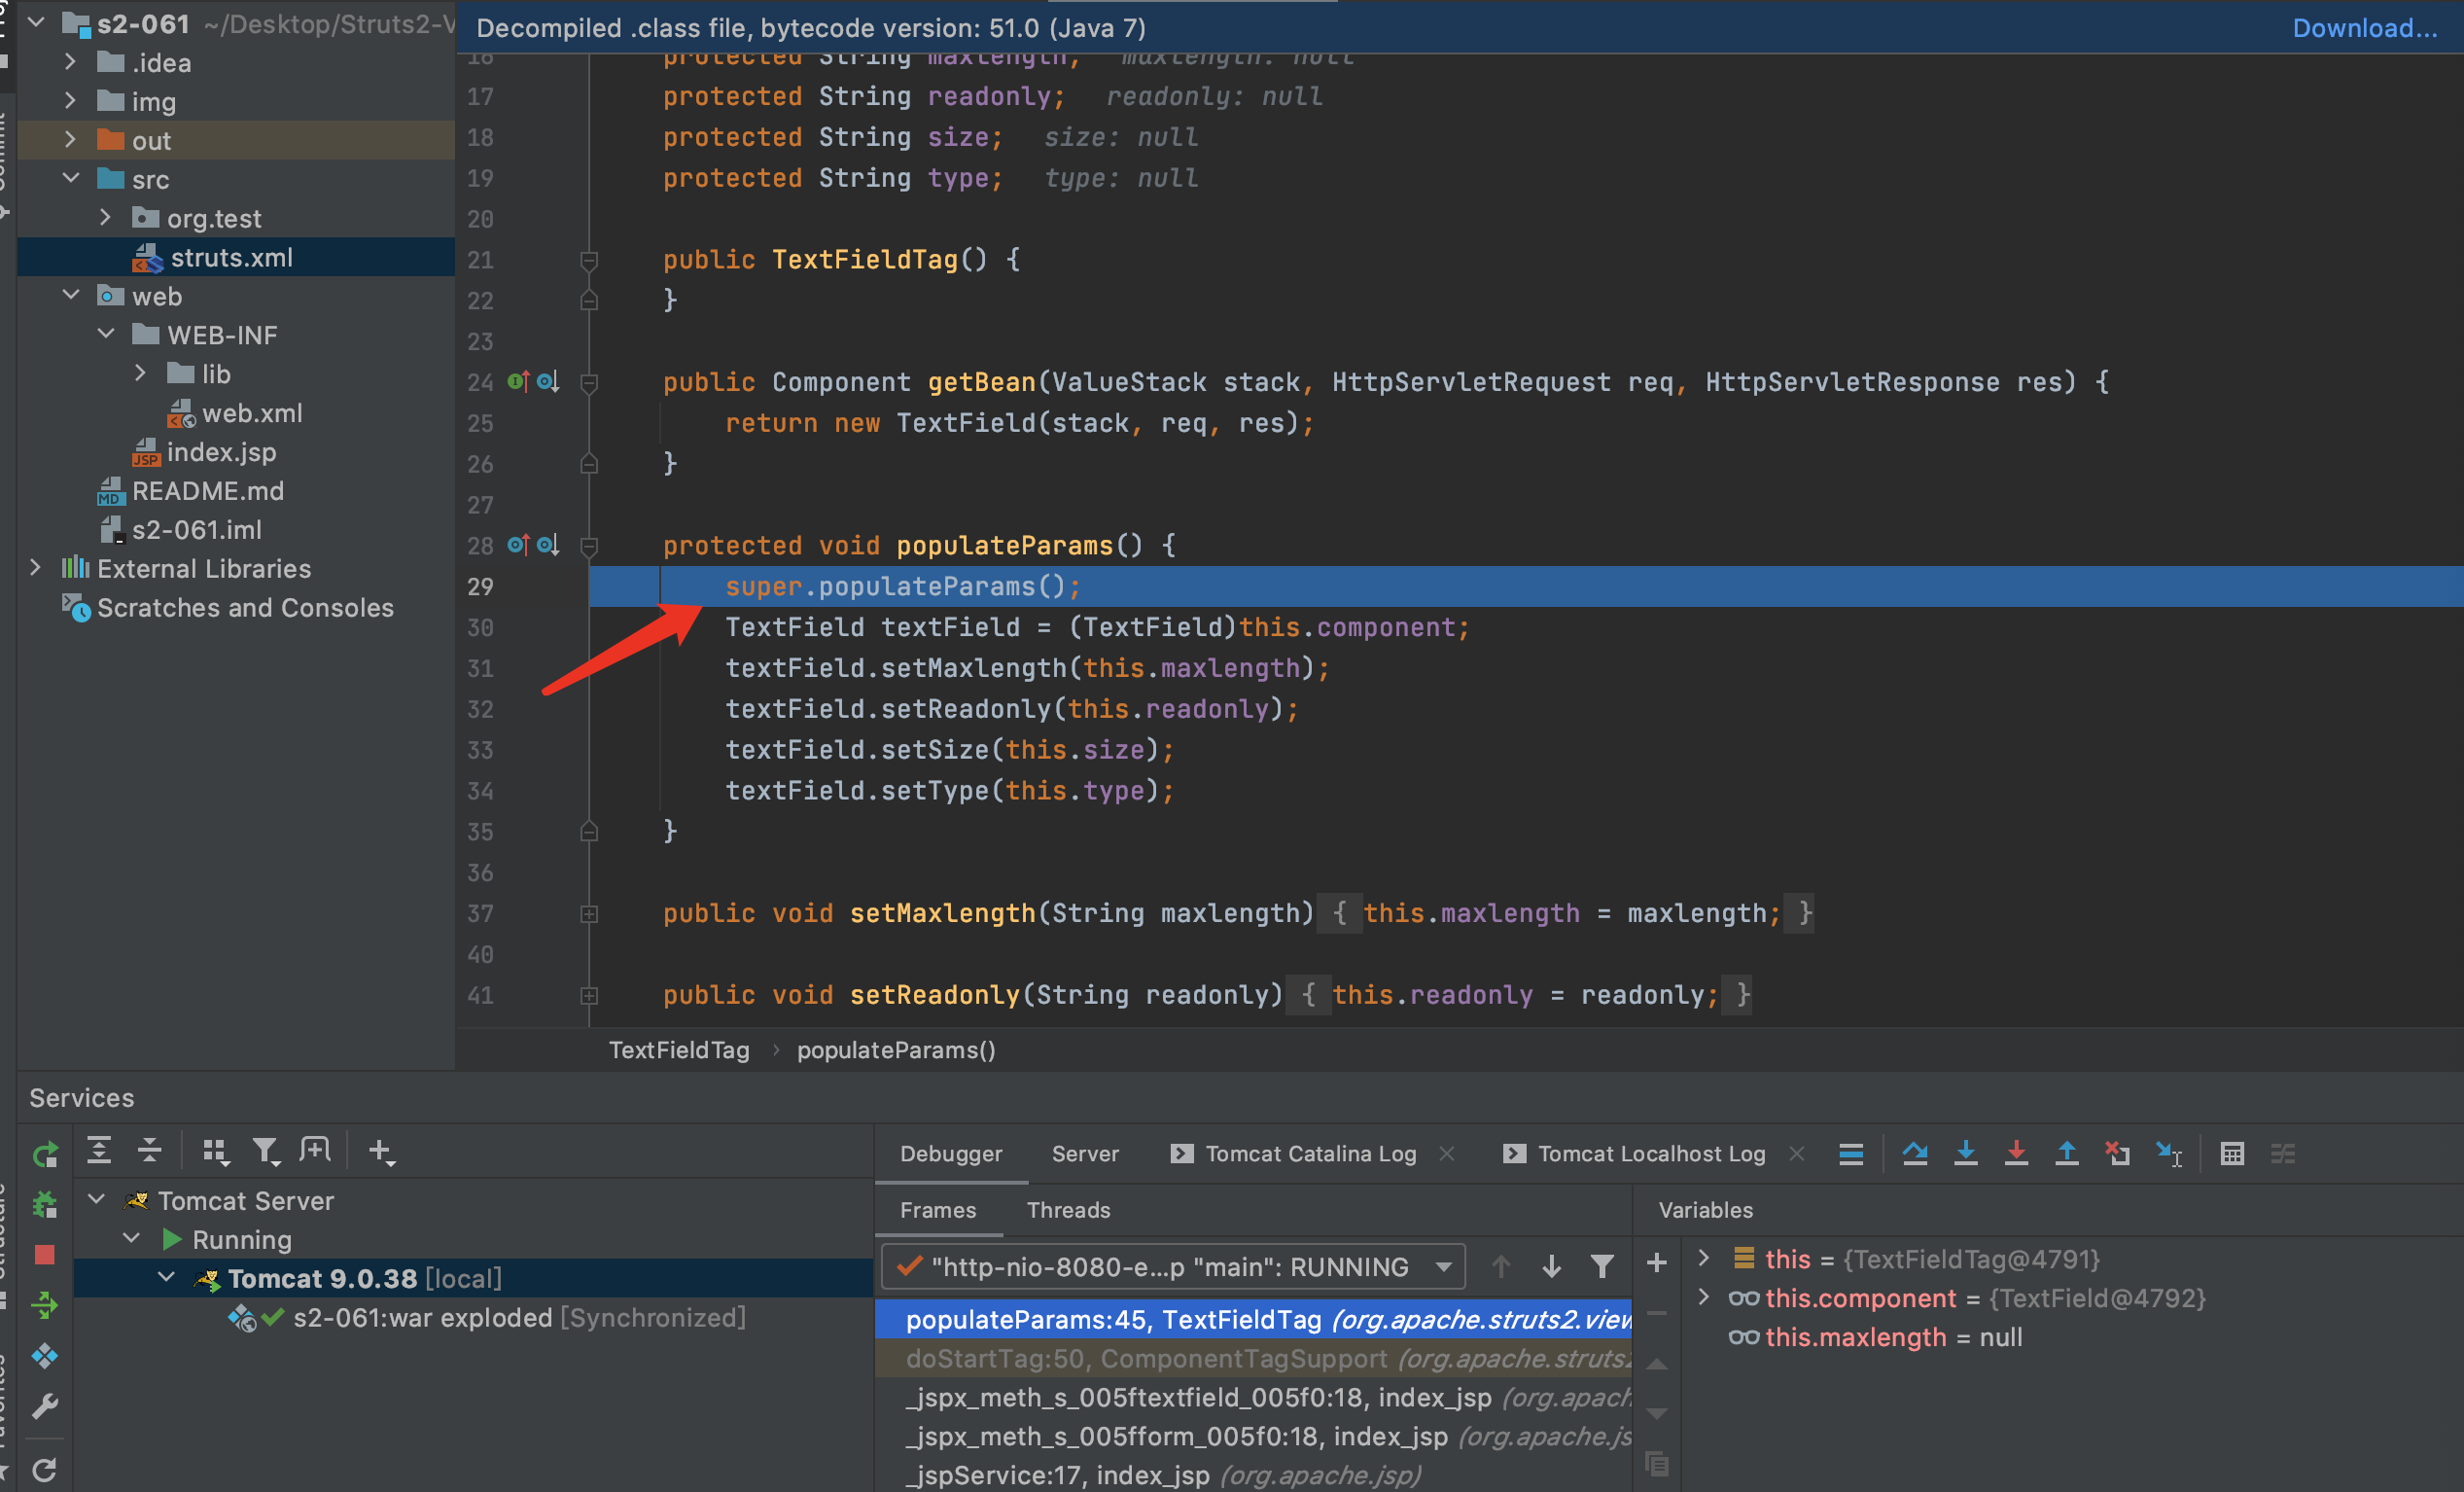 s2-061 ~/Desktop/Struts2-V
.idea
img
out
src
org.test
struts.xml
web
WEB-INF
lib
web.xml
index.jsp
README.md
s2-061.iml
External Libraries
Scratches and Consoles
Decompiled .class file, bytecode version: 51.0 (Java 7) Download...
16 protected String maxlength; maxlength: null
17 protected String readonly; readonly: null
18 protected String size; size: null
19 protected String type; type: null
20
21 public TextFieldTag() {
22 }
23
24 public Component getBean(ValueStack stack, HttpServletRequest req, HttpServletResponse res) {
25 return new TextField(stack, req, res);
26 }
27
28 protected void populateParams() {
29 super.populateParams();
30 TextField textField = (TextField)this.component;
31 textField.setMaxlength(this.maxlength);
32 textField.setReadonly(this.readonly);
33 textField.setSize(this.size);
34 textField.setType(this.type);
35 }
36
37 public void setMaxlength(String maxlength) { this.maxlength = maxlength; }
40
41 public void setReadonly(String readonly) { this.readonly = readonly; }
TextFieldTag › populateParams()
Services
Tomcat Server
Running
Tomcat 9.0.38 [local]
s2-061:war exploded [Synchronized]
Debugger Server Tomcat Catalina Log Tomcat Localhost Log
Frames Threads
"http-nio-8080-e...p "main": RUNNING
populateParams:45, TextFieldTag (org.apache.struts2.view
doStartTag:50, ComponentTagSupport (org.apache.struts2
_jspx_meth_s_005ftextfield_005f0:18, index_jsp (org.apach
_jspx_meth_s_005fform_005f0:18, index_jsp (org.apache.js
_jspService:17, index_jsp (org.apache.jsp)
Variables
this = {TextFieldTag@4791}
this.component = {TextField@4792}
this.maxlength = null